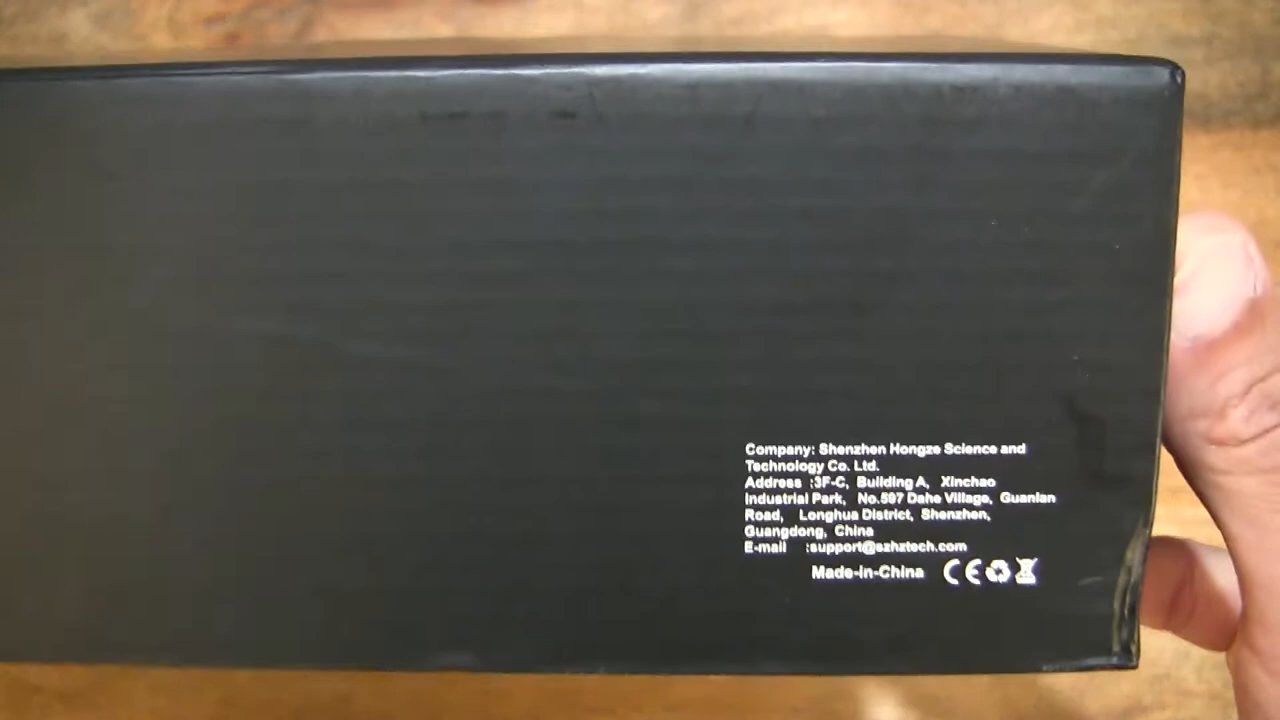 Company: Shenzhen Hongze Science and
Technology Co. Ltd.
Address :3F-C, Building A, Xinchao
Industrial Park, No.597 Dahe Village, Guanlan
Road, Longhua District, Shenzhen,
Guangdong, China
E-mail :support@szhztech.com
Made-in-China CE